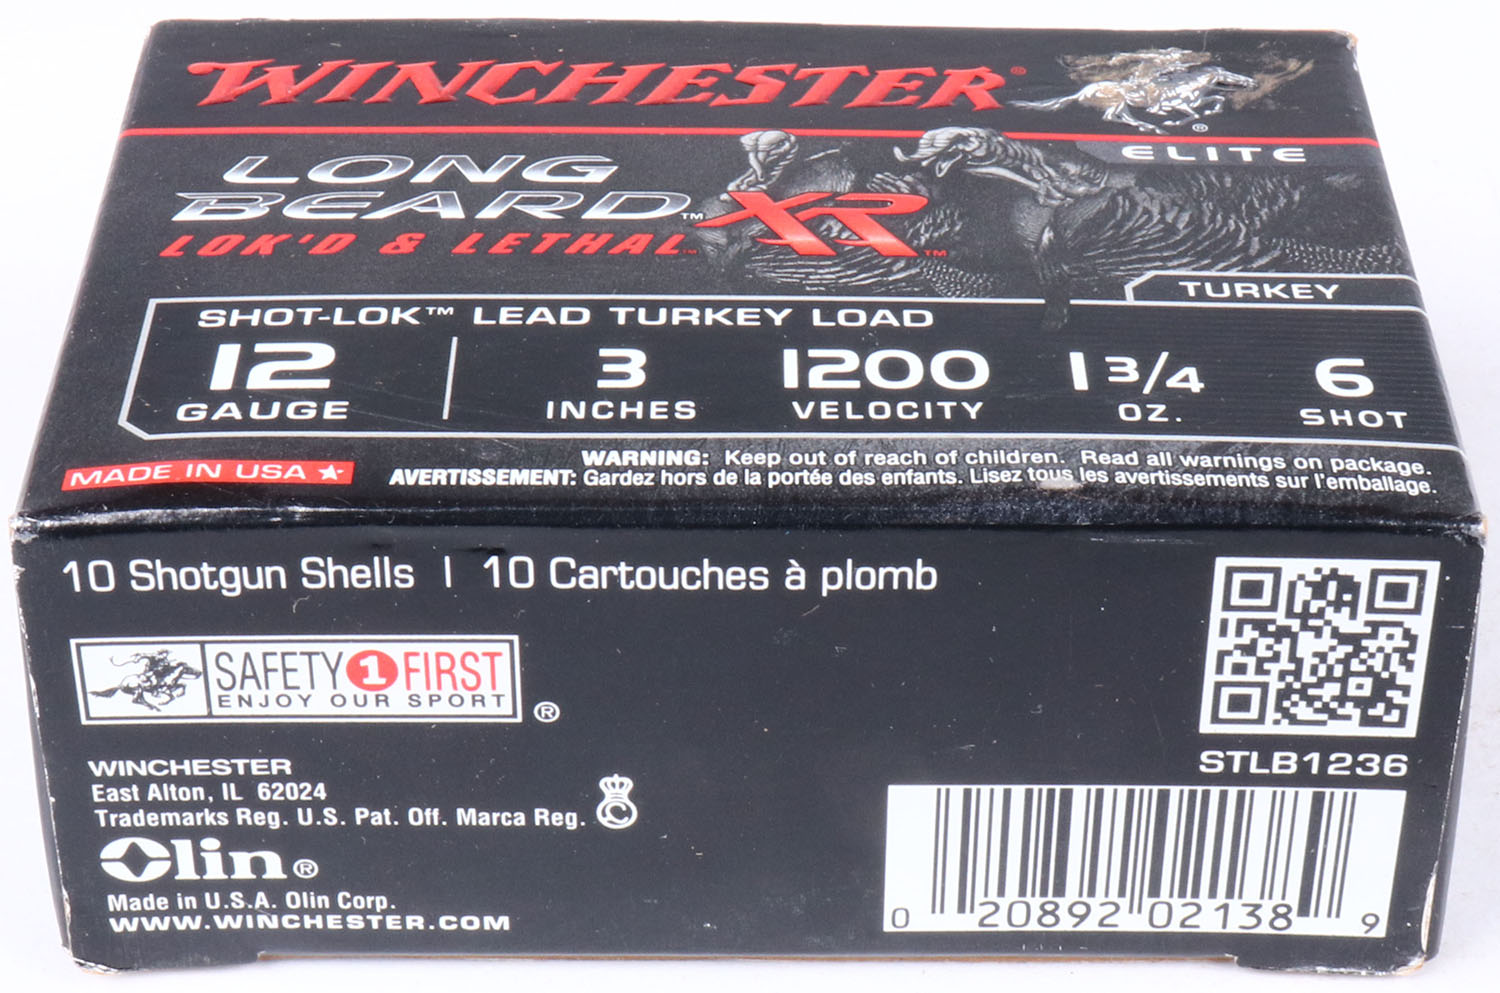 WINCHESTER®
®
ELITE
LONG
BEARD™ XR™
LOK'D & LETHAL™
TURKEY
SHOT-LOK™ LEAD TURKEY LOAD
12 3 1200 1 3/4 6
GAUGE INCHES VELOCITY OZ. SHOT
MADE IN USA
WARNING: Keep out of reach of children. Read all warnings on package.
AVERTISSEMENT: Gardez hors de la portée des enfants. Lisez tous les avertissements sur l'emballage.
10 Shotgun Shells | 10 Cartouches à plomb
SAFETY 1 FIRST
ENJOY OUR SPORT ®
STLB1236
WINCHESTER
East Alton, IL 62024
Trademarks Reg. U.S. Pat. Off. Marca Reg.
Olin®
Made in U.S.A. Olin Corp.
WWW.WINCHESTER.COM
0 20892 02138 9